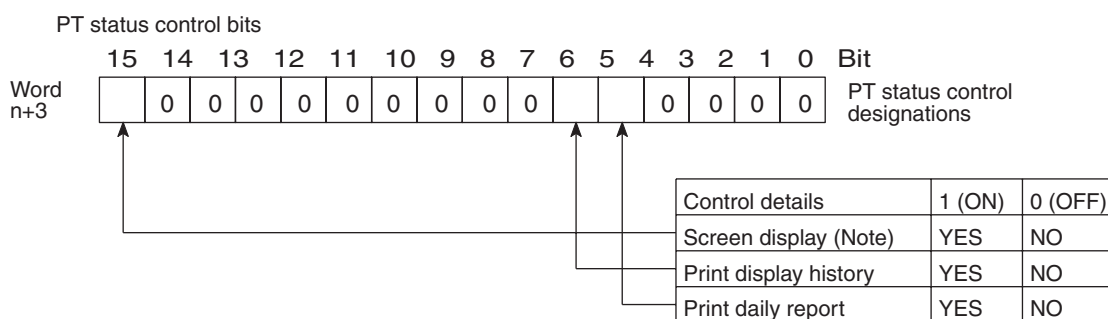 PT status control bits
15 14 13 12 11 10 9 8 7 6 5 4 3 2 1 0 Bit
Word
n+3
0 0 0 0 0 0 0 0 0 0 0 0
PT status control
designations
Control details 1 (ON) 0 (OFF)
Screen display (Note) YES NO
Print display history YES NO
Print daily report YES NO